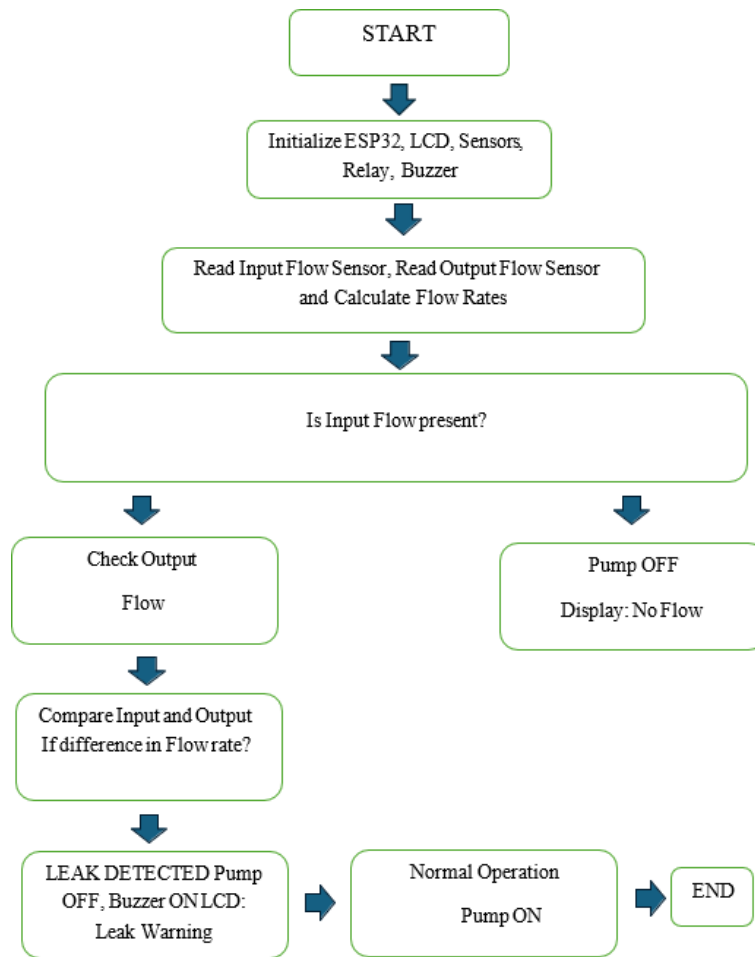 START
Initialize ESP32, LCD, Sensors,
Relay, Buzzer
Read Input Flow Sensor, Read Output Flow Sensor
and Calculate Flow Rates
Is Input Flow present?
Check Output
Flow
Pump OFF
Display: No Flow
Compare Input and Output
If difference in Flow rate?
LEAK DETECTED Pump
OFF, Buzzer ON LCD:
Leak Warning
Normal Operation
Pump ON
END